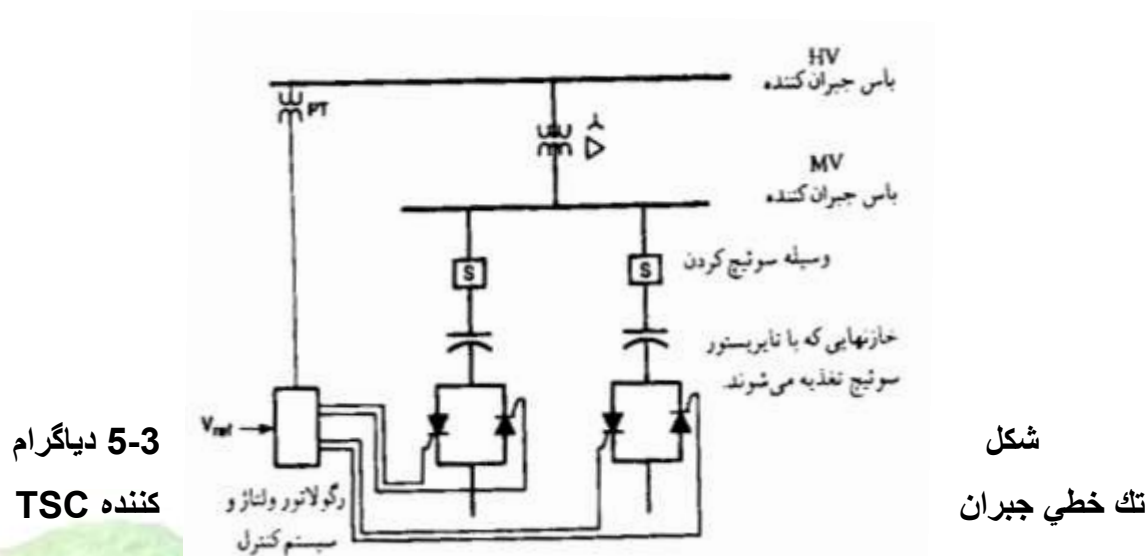 HV
باس جبران کننده
PT
MV
باس جبران کننده
وسیله سوئیچ کردن
S
S
خازنهایی که با تایریستور
سوئیچ تغذیه می‌شوند.
Vref
رگولاتور ولتاژ و
سیستم کنترل
شكل 5-3 دياگرام
تك خطي جبران كننده TSC